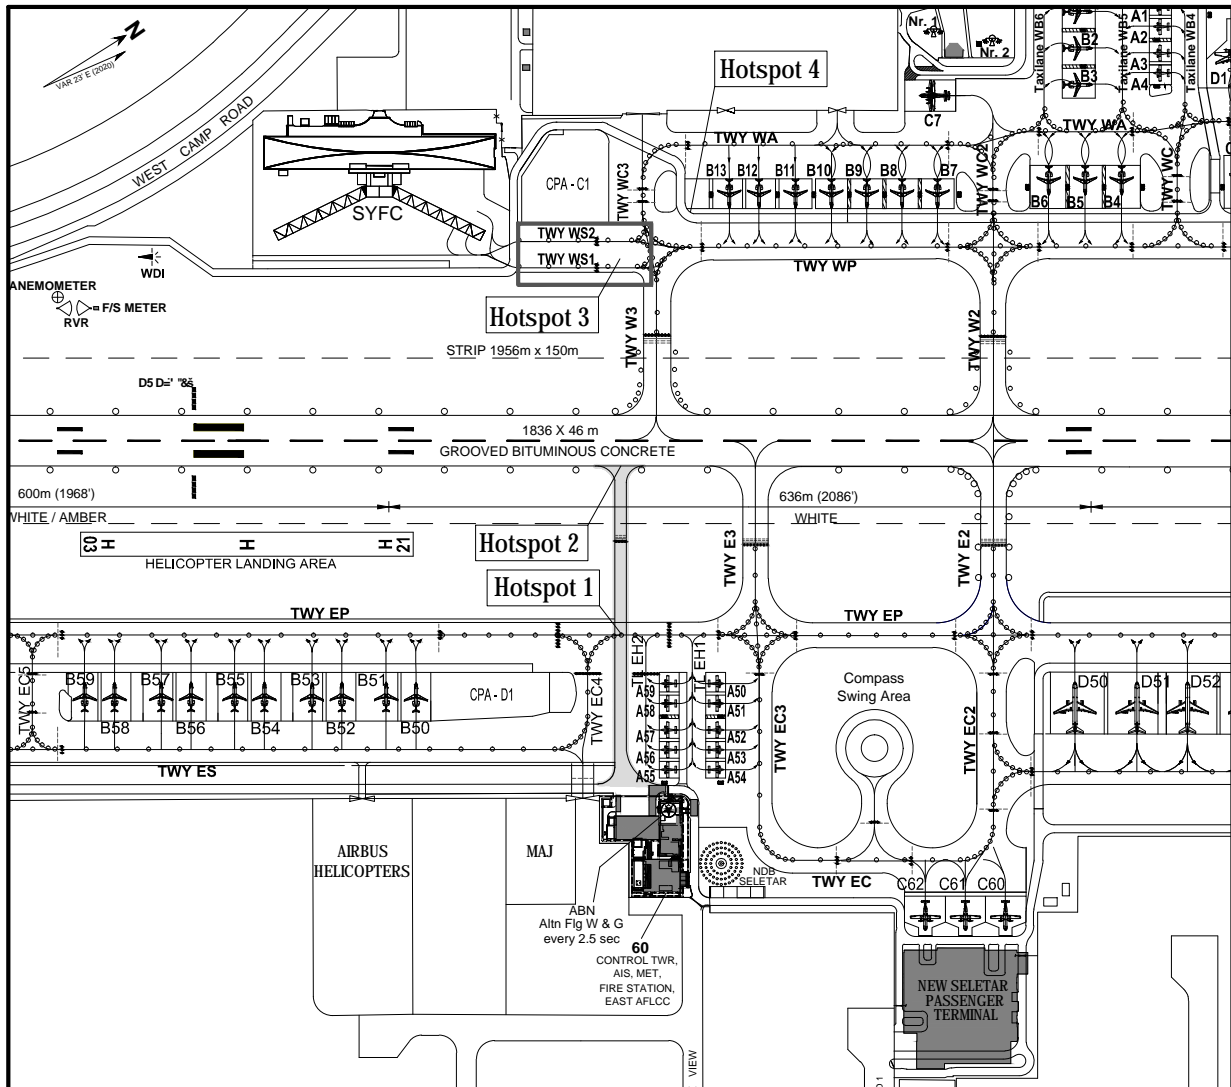 N
VAR 23' E (2020)
WEST CAMP ROAD
Hotspot 4
Nr. 1
Nr. 2
C7
Taxilane WB6
B2
B3
Taxilane WB5
A1
A2
A3
A4
Taxilane WB4
D1
TWY WA
TWY WA
SYFC
CPA - C1
TWY WC3
B13
B12
B11
B10
B9
B8
B7
TWY WC2
B6
B5
B4
TWY WC
TWY WS2
TWY WS1
TWY WP
WDI
ANEMOMETER
F/S METER
RVR
Hotspot 3
TWY W3
TWY W2
STRIP 1956m x 150m
1836 X 46 m
GROOVED BITUMINOUS CONCRETE
600m (1968')
636m (2086')
WHITE / AMBER
WHITE
03
H
H
H
21
HELICOPTER LANDING AREA
Hotspot 2
TWY E3
TWY E2
Hotspot 1
TWY EP
TWY EP
TWY EC5
B59
B58
B57
B56
B55
B54
B53
B52
B51
B50
CPA - D1
TWY EC4
TL EH2
TL EH1
A59
A58
A57
A56
A55
A50
A51
A52
A53
A54
TWY EC3
Compass
Swing Area
TWY EC2
D50
D51
D52
TWY ES
AIRBUS
HELICOPTERS
MAJ
NDB
SELETAR
TWY EC
C62
C61
C60
ABN
Altn Flg W & G
every 2.5 sec
60
CONTROL TWR,
AIS, MET,
FIRE STATION,
EAST AFLCC
NEW SELETAR
PASSENGER
TERMINAL
VIEW